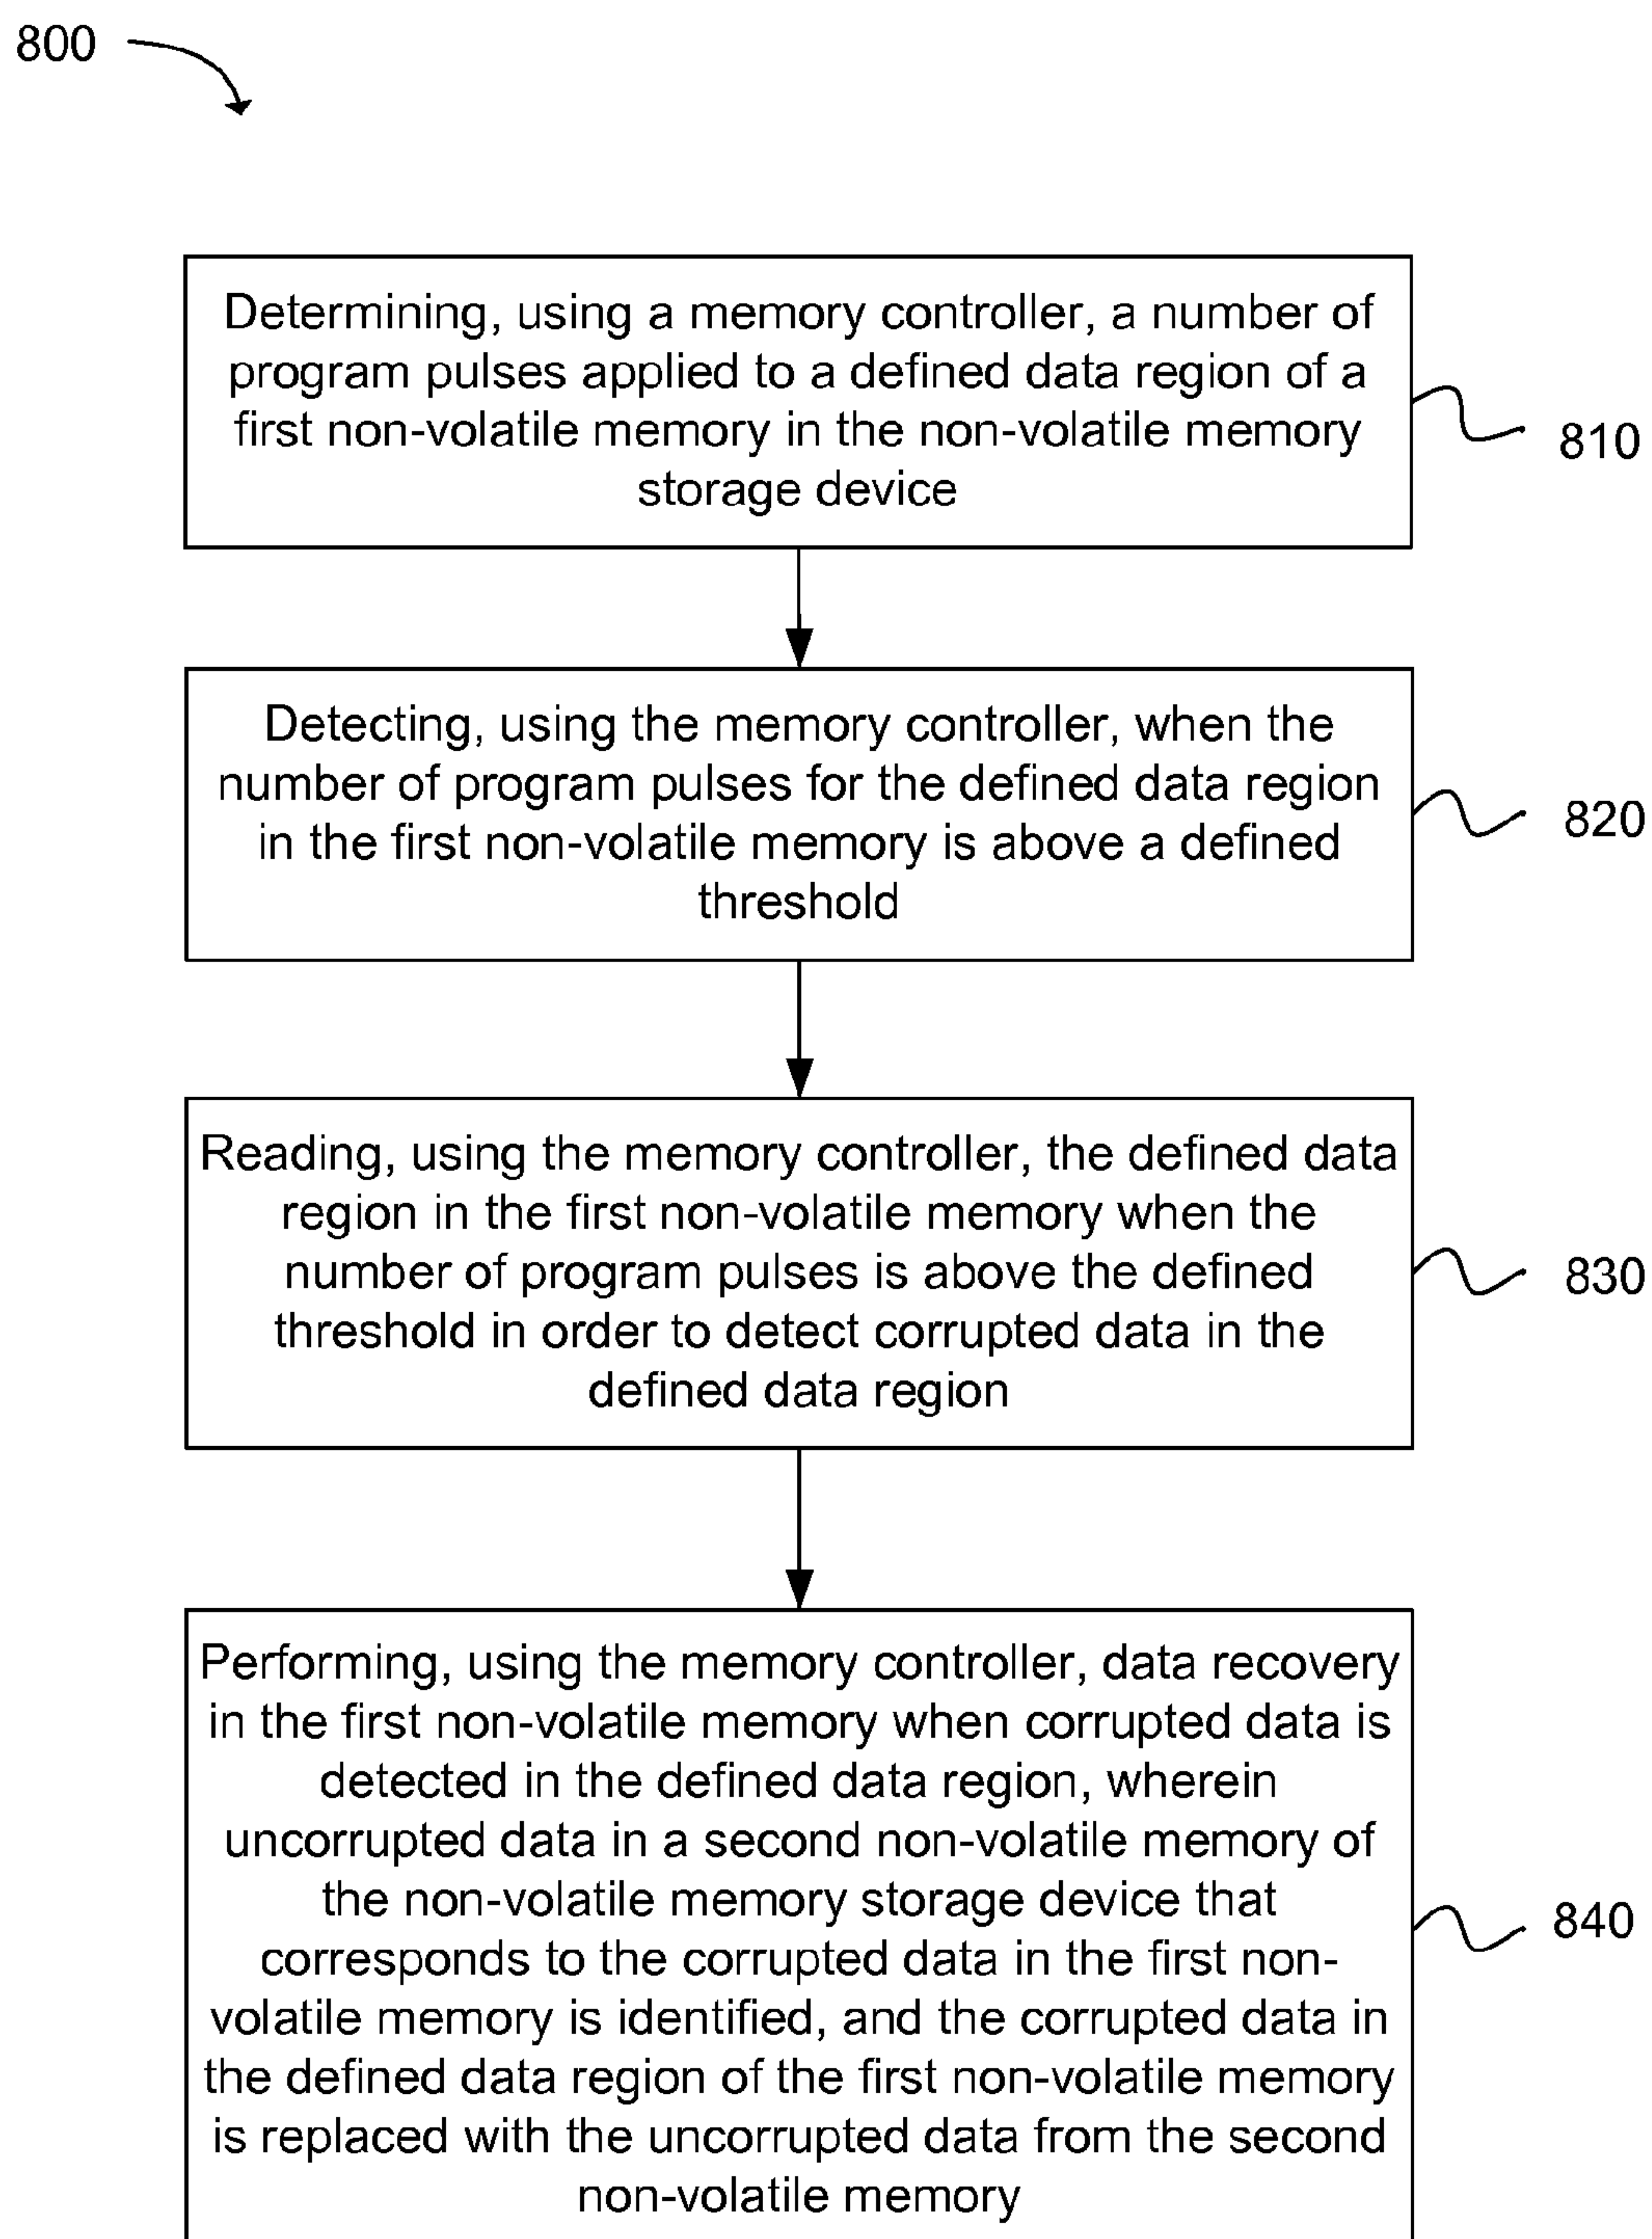 800
Determining, using a memory controller, a number of
program pulses applied to a defined data region of a
first non-volatile memory in the non-volatile memory
storage device
810
Detecting, using the memory controller, when the
number of program pulses for the defined data region
in the first non-volatile memory is above a defined
threshold
820
Reading, using the memory controller, the defined data
region in the first non-volatile memory when the
number of program pulses is above the defined
threshold in order to detect corrupted data in the
defined data region
830
Performing, using the memory controller, data recovery
in the first non-volatile memory when corrupted data is
detected in the defined data region, wherein
uncorrupted data in a second non-volatile memory of
the non-volatile memory storage device that
corresponds to the corrupted data in the first non-
volatile memory is identified, and the corrupted data in
the defined data region of the first non-volatile memory
is replaced with the uncorrupted data from the second
non-volatile memory
840